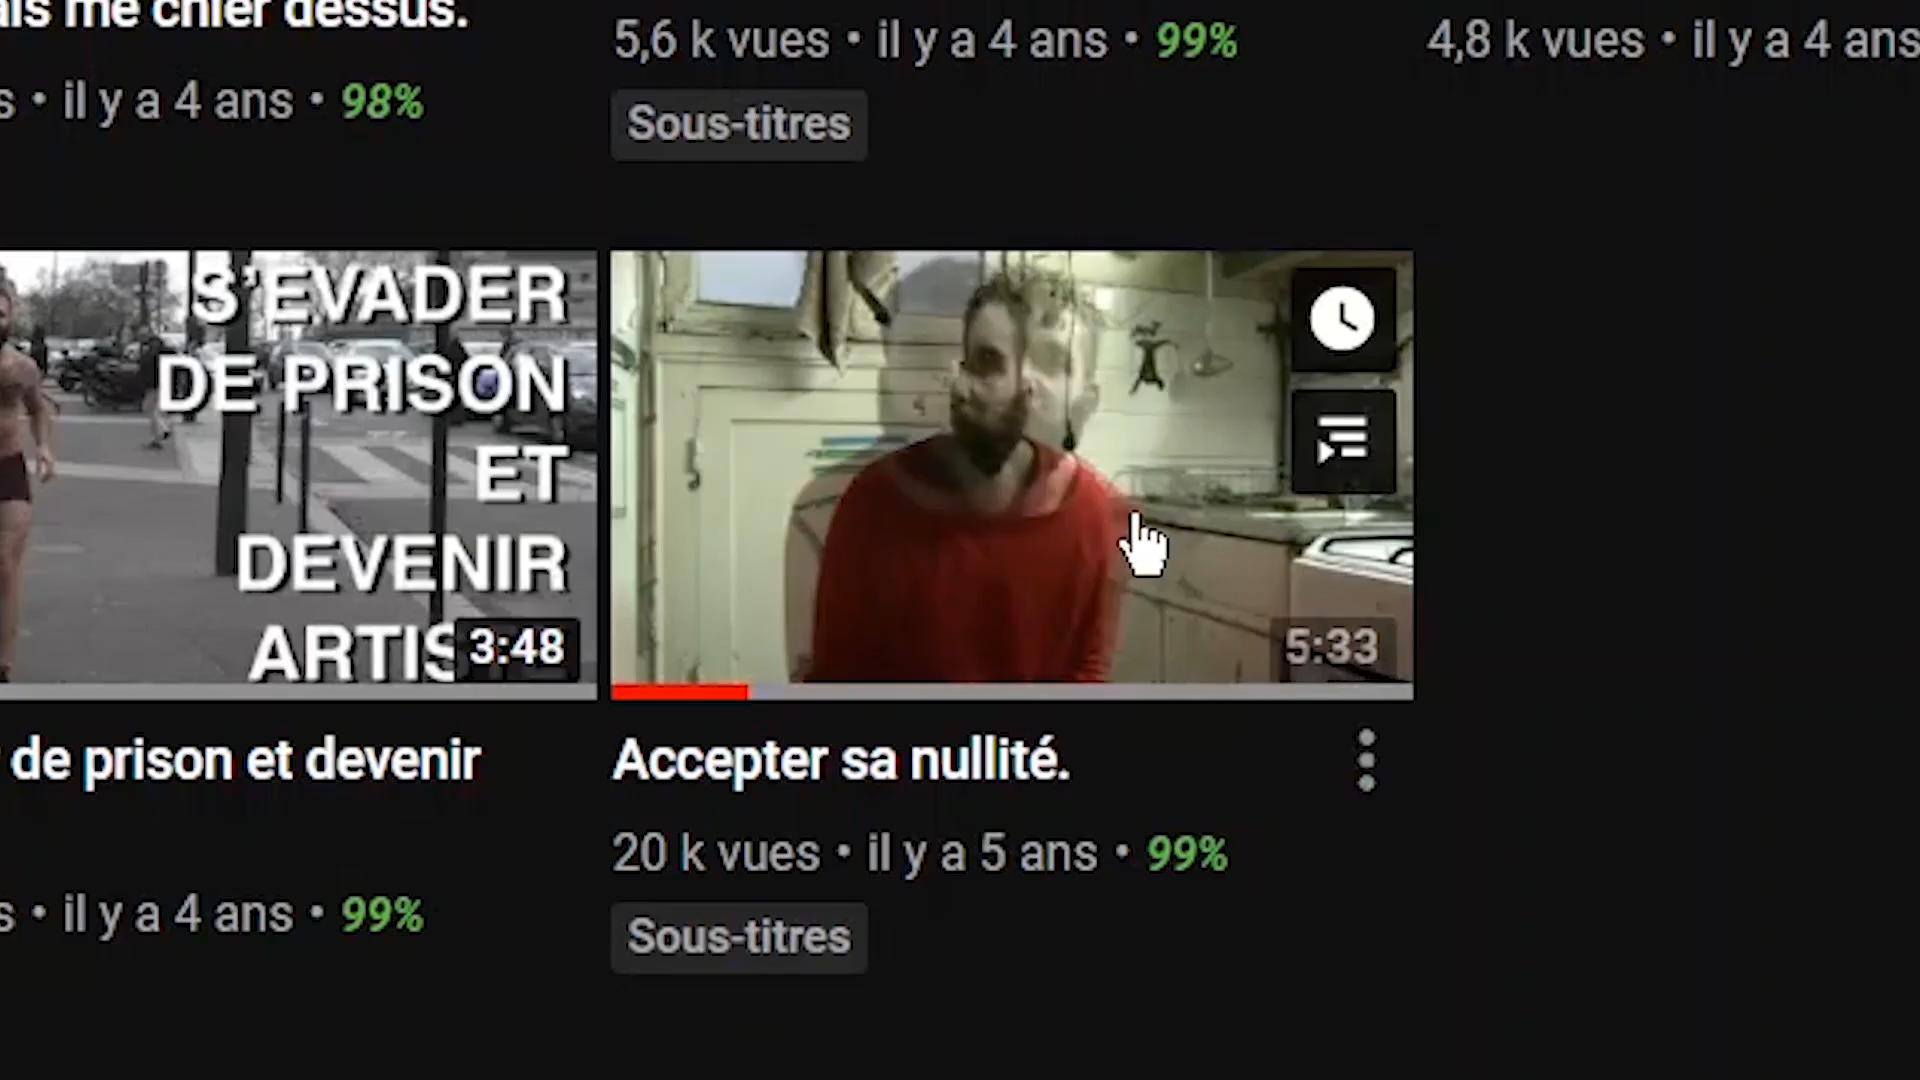 me chier dessus.
• il y a 4 ans • 98%
5,6 k vues • il y a 4 ans • 99%
Sous-titres
4,8 k vues • il y a 4 ans
S'EVADER
DE PRISON
ET
DEVENIR
3:48
de prison et devenir
• il y a 4 ans • 99%
5:33
Accepter sa nullité.
20 k vues • il y a 5 ans • 99%
Sous-titres